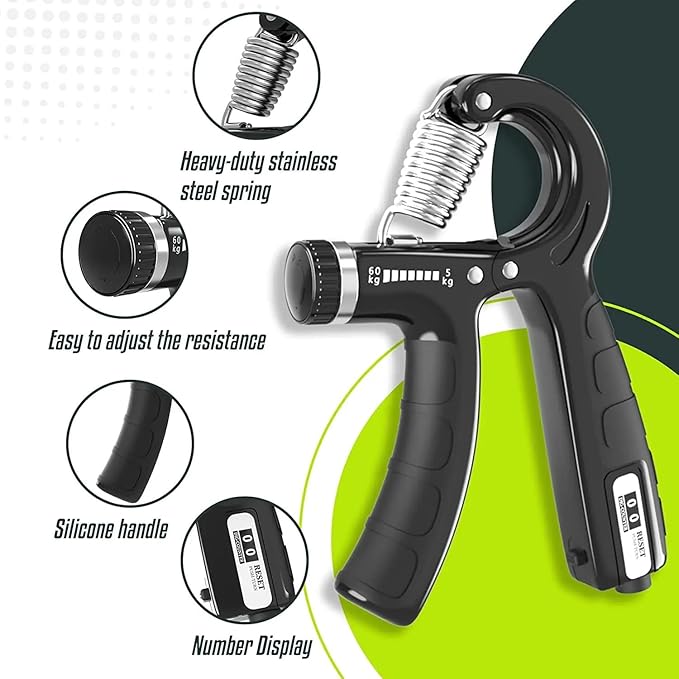 Heavy-duty stainless
steel spring
60
kg
Easy to adjust the resistance
60
kg
5
kg
Silicone handle
0 0
RESET
Number Display
0 0
RESET